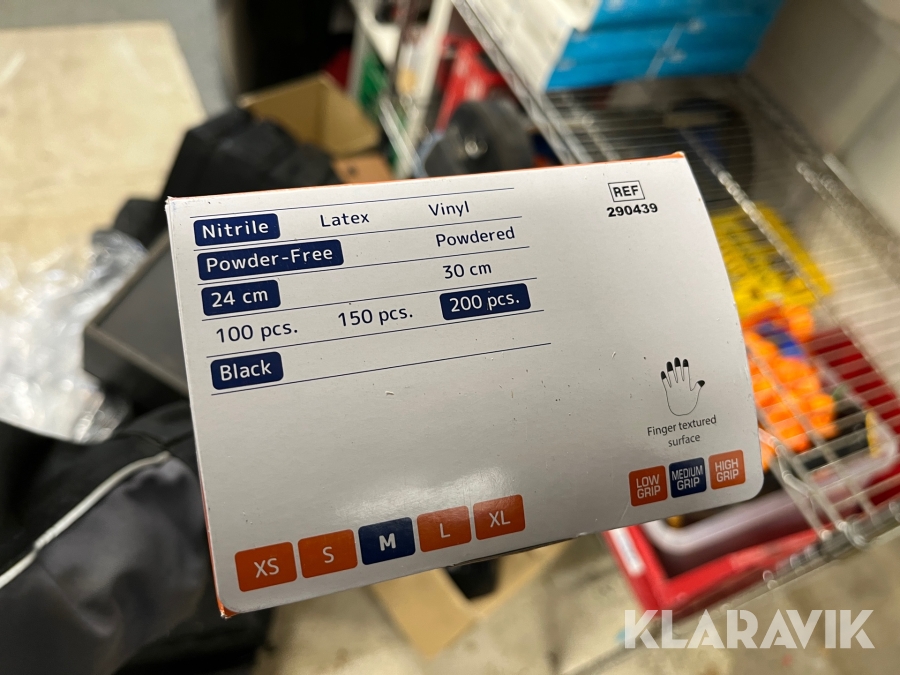 Nitrile Latex Vinyl
Powder-Free Powdered
24 cm 30 cm
100 pcs. 150 pcs. 200 pcs.
Black
REF
290439
Finger textured
surface
LOW GRIP MEDIUM GRIP HIGH GRIP
XS S M L XL
KLARAVIK